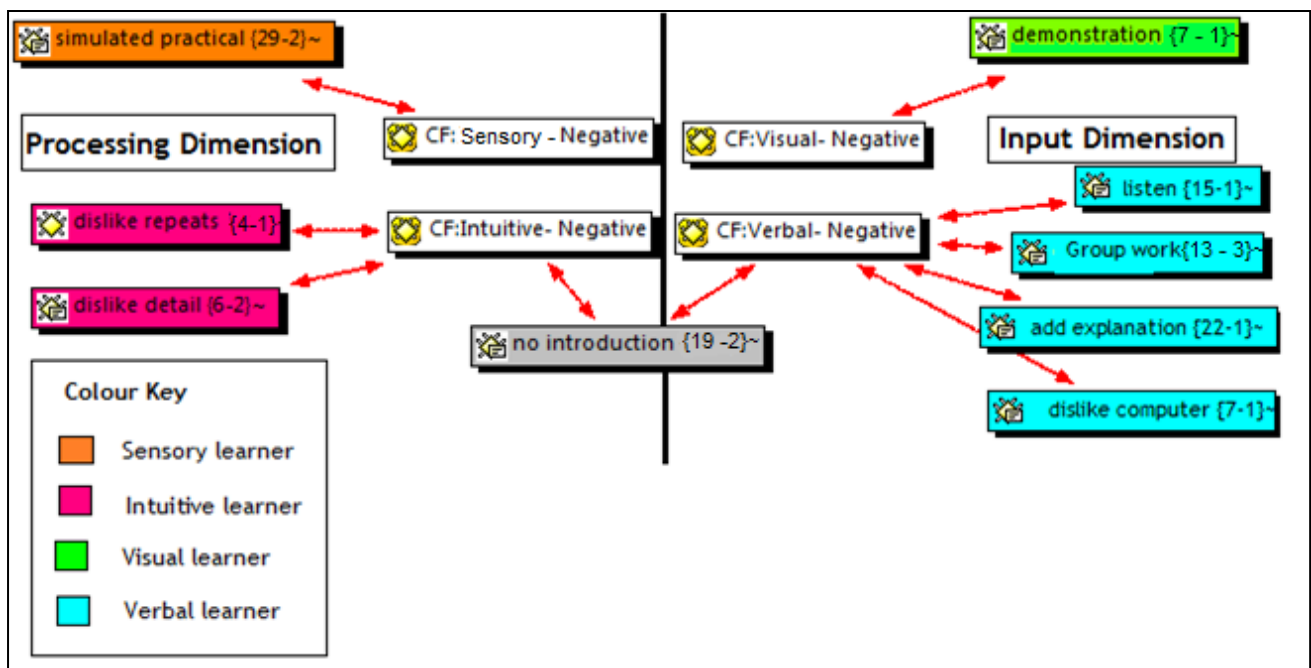 simulated practical {29-2}~
demonstration {7 - 1}~
Processing Dimension
CF: Sensory - Negative
CF:Visual- Negative
Input Dimension
listen {15-1}~
dislike repeats {4-1}~
CF:Intuitive- Negative
CF:Verbal- Negative
Group work{13 - 3}~
dislike detail {6-2}~
no introduction {19 -2}~
add explanation {22-1}~
dislike computer {7-1}~
Colour Key
Sensory learner
Intuitive learner
Visual learner
Verbal learner